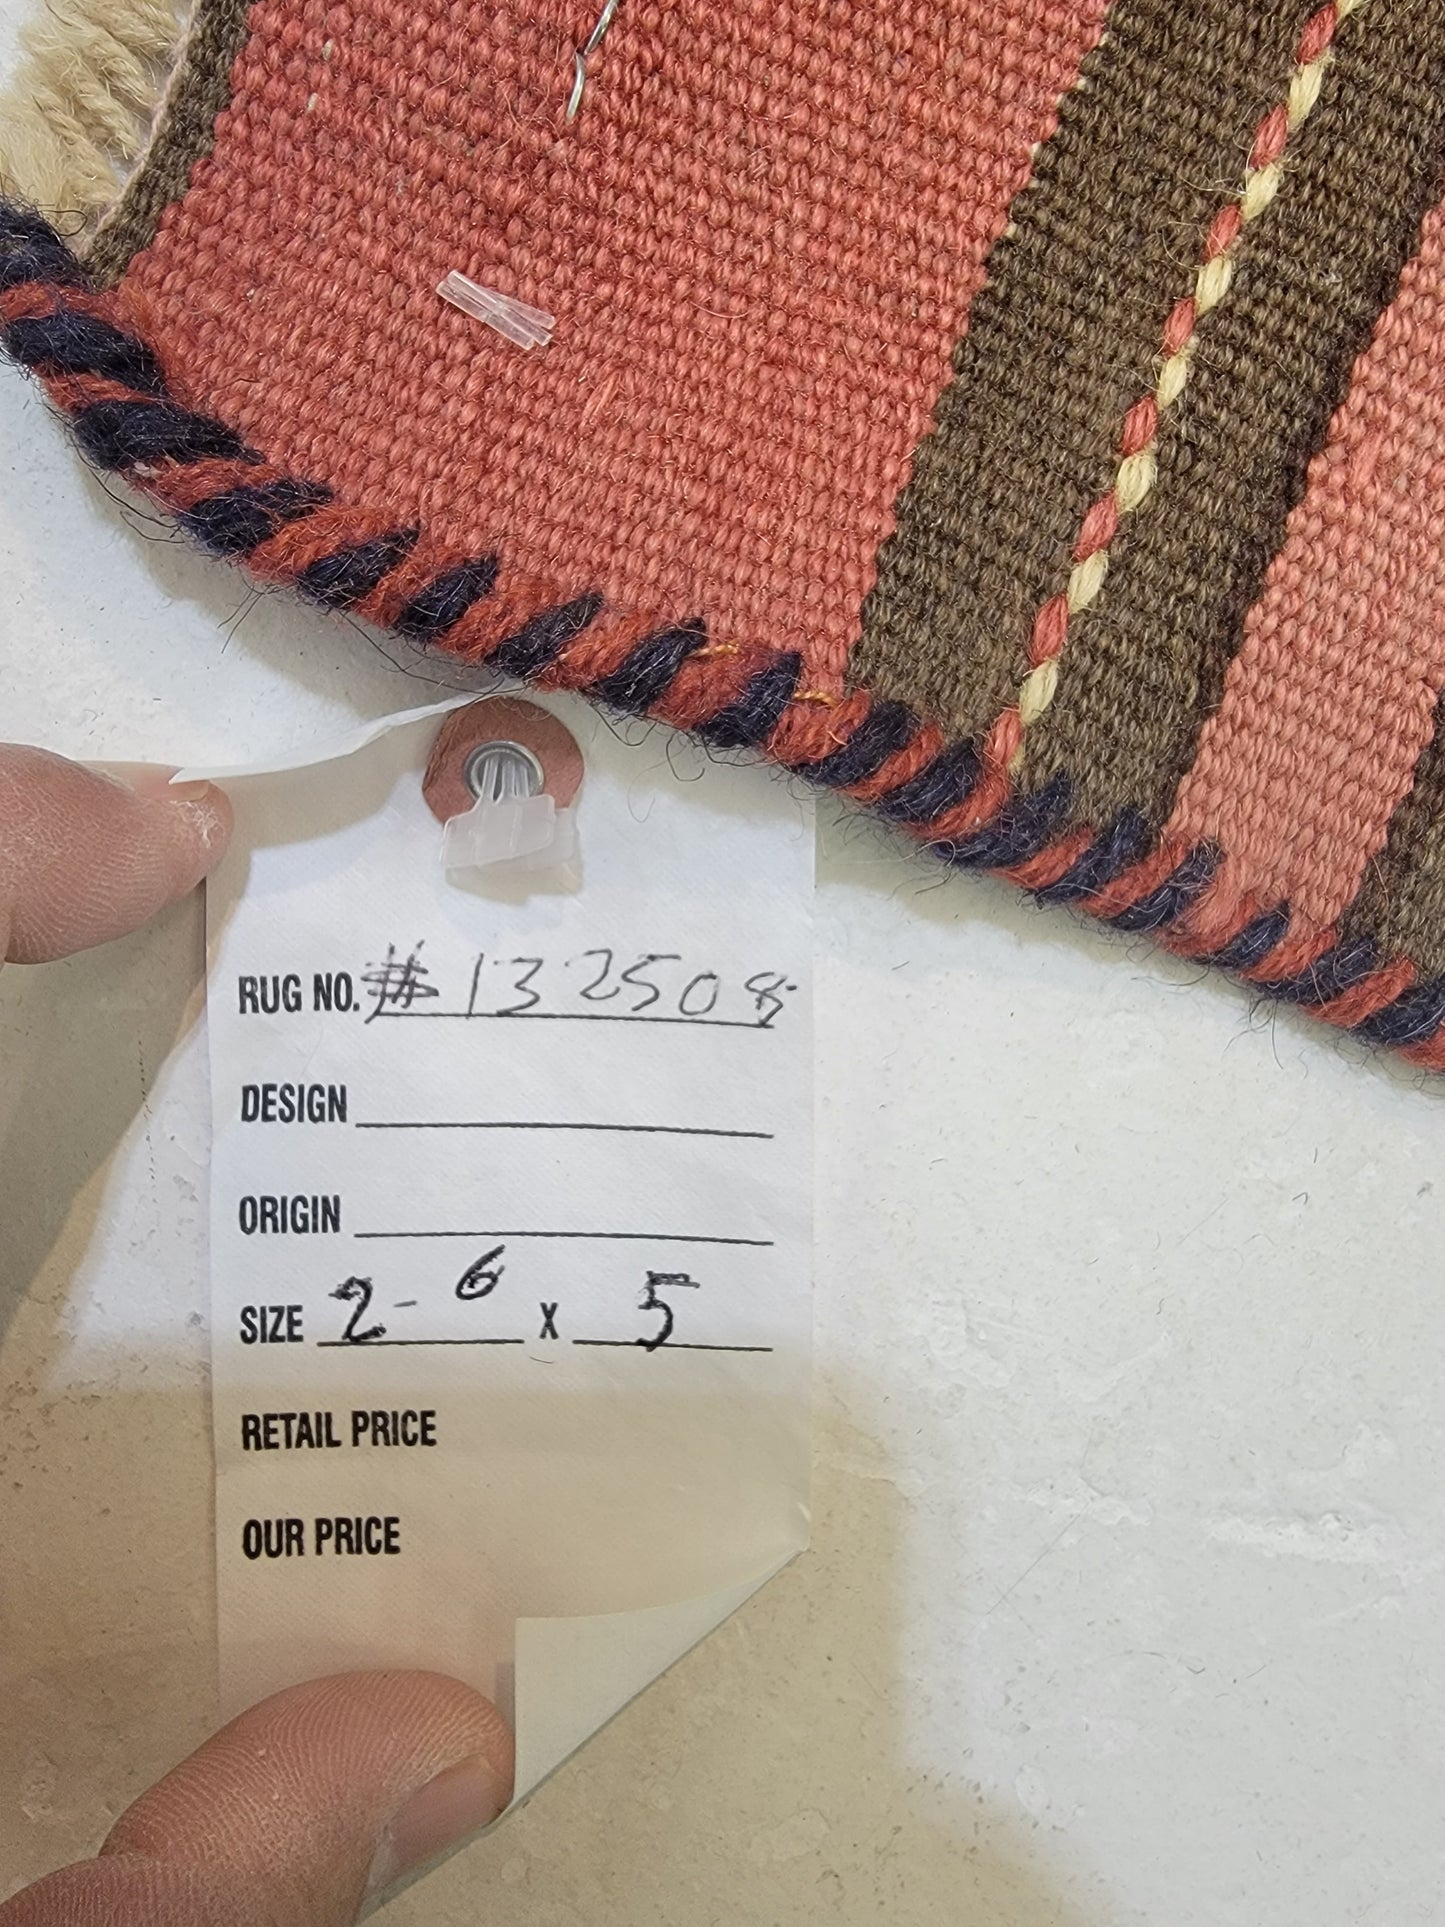 RUG NO. # 132508
DESIGN
ORIGIN
SIZE 2-6 X 5
RETAIL PRICE
OUR PRICE